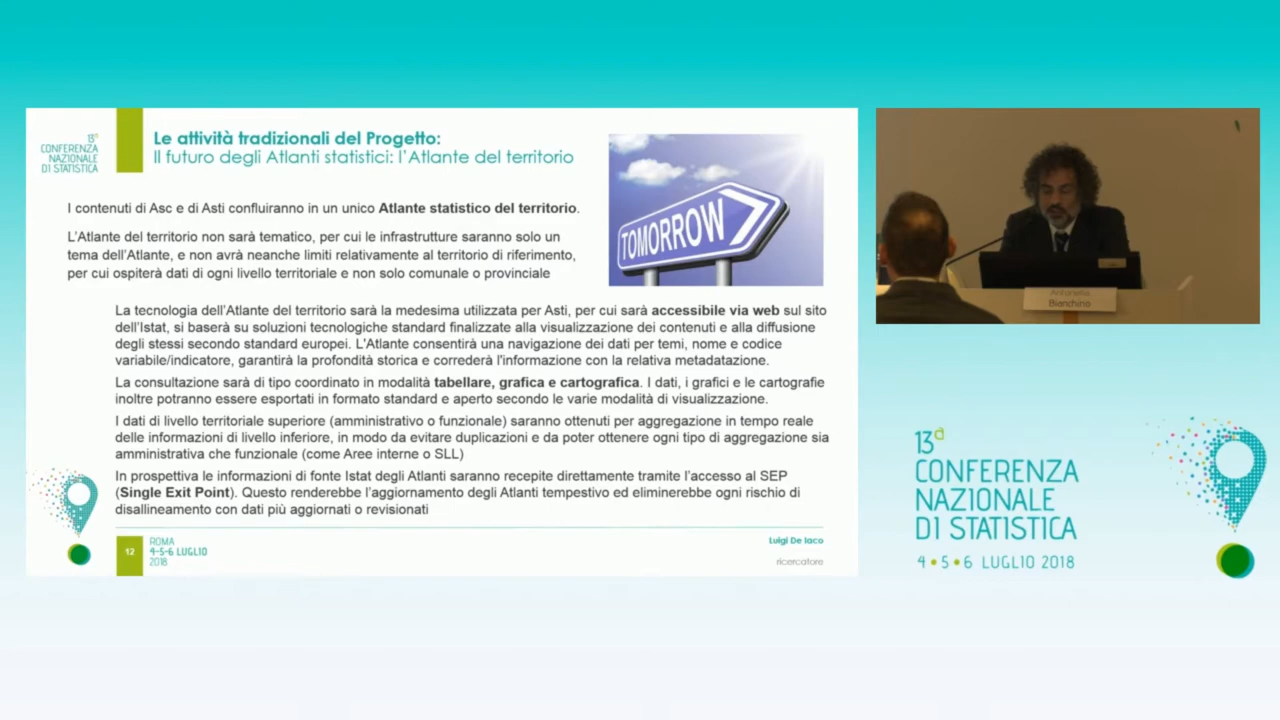 13a
CONFERENZA
NAZIONALE
DI STATISTICA
Le attività tradizionali del Progetto:
Il futuro degli Atlanti statistici: l'Atlante del territorio
TOMORROW
I contenuti di Asc e di Asti confluiranno in un unico Atlante statistico del territorio.
L'Atlante del territorio non sarà tematico, per cui le infrastrutture saranno solo un
tema dell'Atlante, e non avrà neanche limiti relativamente al territorio di riferimento,
per cui ospiterà dati di ogni livello territoriale e non solo comunale o provinciale
La tecnologia dell'Atlante del territorio sarà la medesima utilizzata per Asti, per cui sarà accessibile via web sul sito
dell'Istat, si baserà su soluzioni tecnologiche standard finalizzate alla visualizzazione dei contenuti e alla diffusione
degli stessi secondo standard europei. L'Atlante consentirà una navigazione dei dati per temi, nome e codice
variabile/indicatore, garantirà la profondità storica e correderà l'informazione con la relativa metadatazione.
La consultazione sarà di tipo coordinato in modalità tabellare, grafica e cartografica. I dati, i grafici e le cartografie
inoltre potranno essere esportati in formato standard e aperto secondo le varie modalità di visualizzazione.
I dati di livello territoriale superiore (amministrativo o funzionale) saranno ottenuti per aggregazione in tempo reale
delle informazioni di livello inferiore, in modo da evitare duplicazioni e da poter ottenere ogni tipo di aggregazione sia
amministrativa che funzionale (come Aree interne o SLL)
In prospettiva le informazioni di fonte Istat degli Atlanti saranno recepite direttamente tramite l'accesso al SEP
(Single Exit Point). Questo renderebbe l'aggiornamento degli Atlanti tempestivo ed eliminerebbe ogni rischio di
disallineamento con dati più aggiornati o revisionati
12
ROMA
4-5-6 LUGLIO
2018
Luigi De Iaco
ricercatore
Antonella
Bianchino
13a
CONFERENZA
NAZIONALE
DI STATISTICA
4 • 5 • 6 LUGLIO 2018